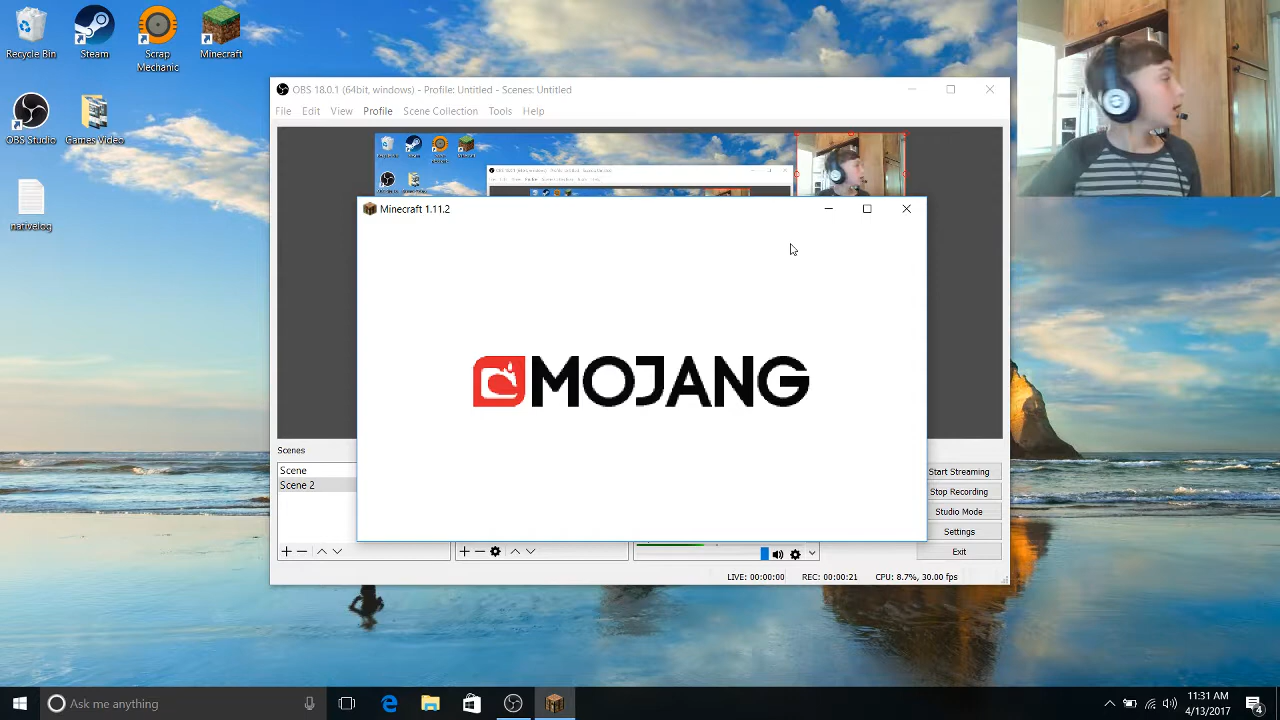 Recycle Bin
Steam
Scrap
Mechanic
Minecraft
OBS Studio
Games Video
nativelog
OBS 18.0.1 (64bit, windows) - Profile: Untitled - Scenes: Untitled
File Edit View Profile Scene Collection Tools Help
Minecraft 1.11.2
MOJANG
Scenes
Scene
Scene 2
Start Streaming
Stop Recording
Studio Mode
Settings
Exit
LIVE: 00:00:00 REC: 00:00:21 CPU: 8.7%, 30.00 fps
Ask me anything
11:31 AM
4/13/2017
4